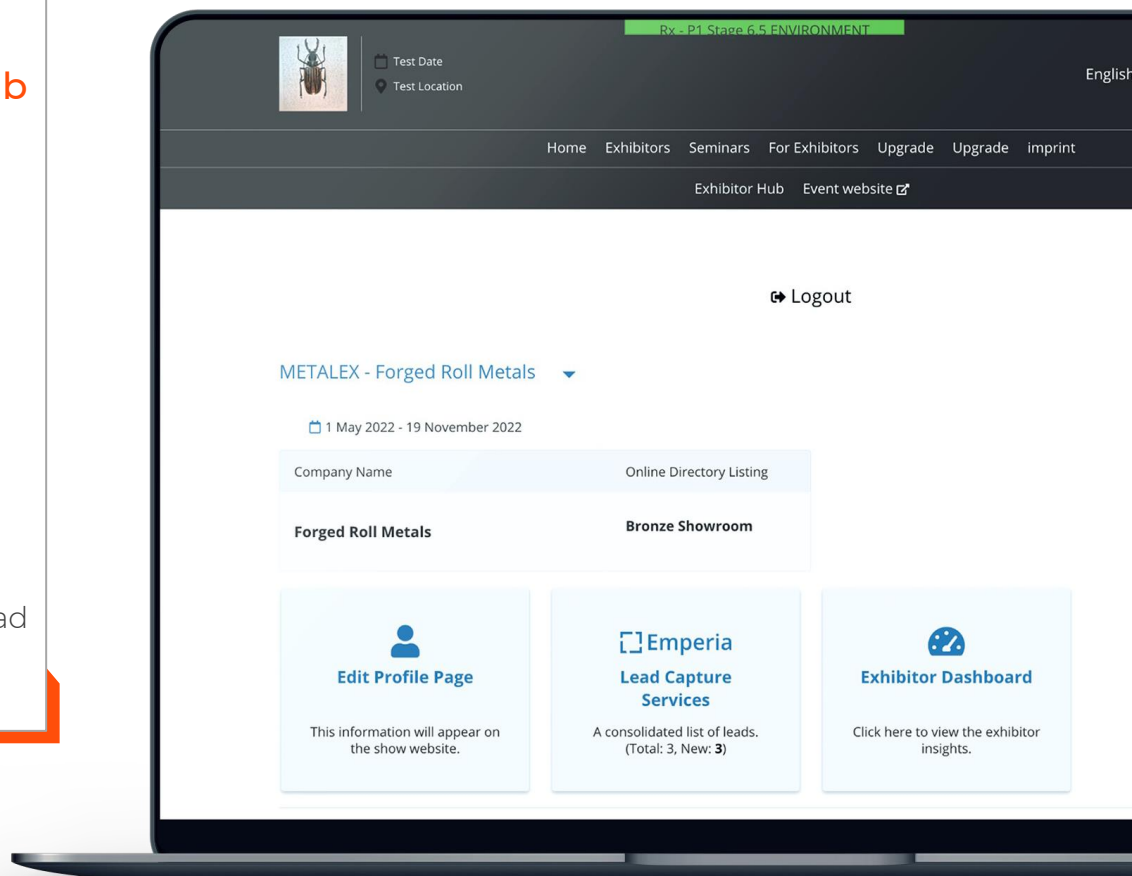 b
ad
Rx - P1 Stage 6.5 ENVIRONMENT
Test Date
Test Location
English
Home Exhibitors Seminars For Exhibitors Upgrade Upgrade imprint
Exhibitor Hub Event website
Logout
METALEX - Forged Roll Metals
1 May 2022 - 19 November 2022
Company Name Online Directory Listing
Forged Roll Metals Bronze Showroom
Edit Profile Page
This information will appear on
the show website.
Emperia
Lead Capture
Services
A consolidated list of leads.
(Total: 3, New: 3)
Exhibitor Dashboard
Click here to view the exhibitor
insights.